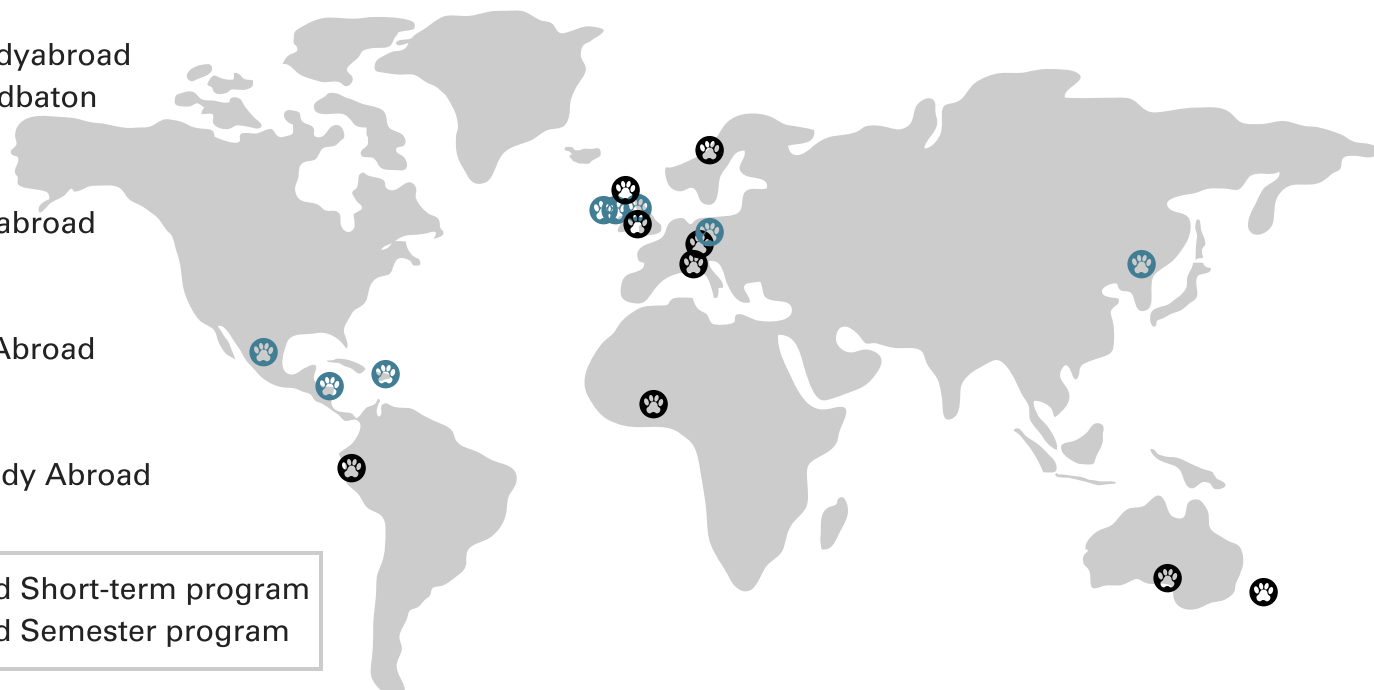 dyabroad
dbaton
abroad
Abroad
dy Abroad
d Short-term program
d Semester program